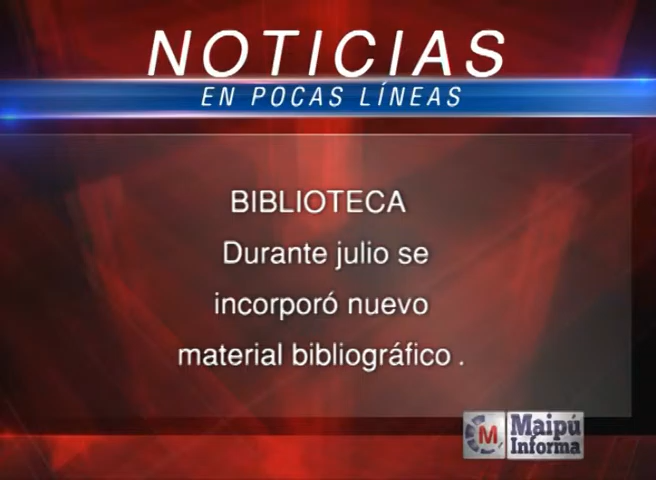 NOTICIAS
EN POCAS LÍNEAS
BIBLIOTECA
Durante julio se
incorporó nuevo
material bibliográfico .
M
Maipú
Informa